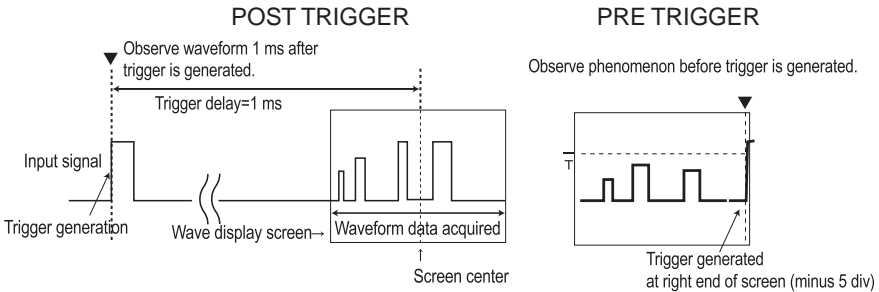 POST TRIGGER
PRE TRIGGER
Observe waveform 1 ms after
trigger is generated.
Trigger delay=1 ms
Input signal
Trigger generation
Wave display screen→
Waveform data acquired
↑
Screen center
Observe phenomenon before trigger is generated.
T
Trigger generated
at right end of screen (minus 5 div)